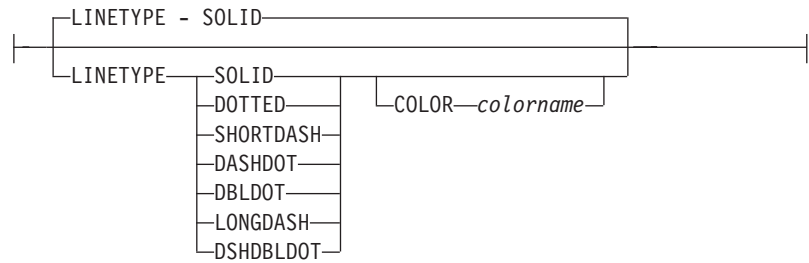 LINETYPE - SOLID
LINETYPE SOLID
DOTTED COLOR colorname
SHORTDASH
DASHDOT
DBLDOT
LONGDASH
DSHDBLDOT